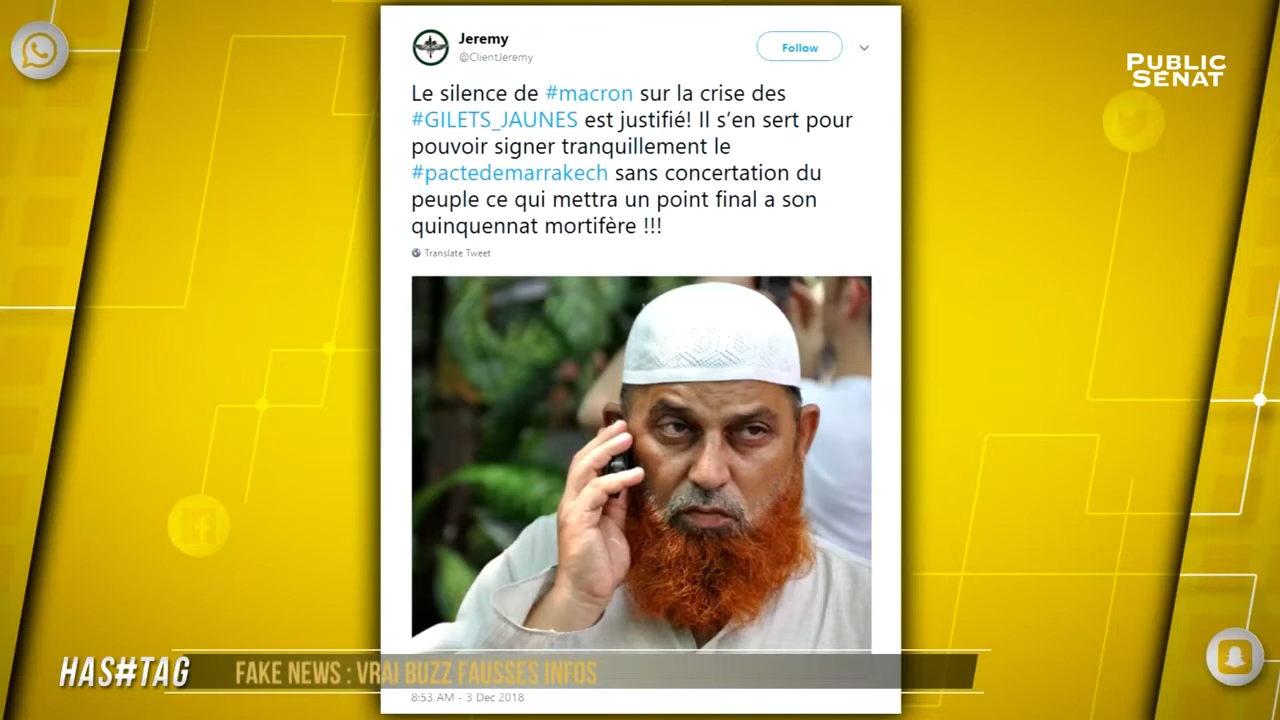 Jeremy
@ClientJeremy
Follow
Le silence de #macron sur la crise des
#GILETS_JAUNES est justifié! Il s’en sert pour
pouvoir signer tranquillement le
#pactedemarrakech sans concertation du
peuple ce qui mettra un point final a son
quinquennat mortifère !!!
Translate Tweet
PUBLIC
SÉNAT
HAS#TAG
FAKE NEWS : VRAI BUZZ FAUSSES INFOS
8:53 AM - 3 Dec 2018